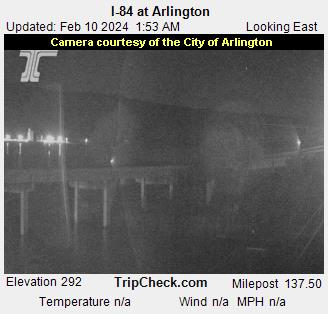 I-84 at Arlington
Updated: Feb 10 2024 1:53 AM Looking East
Camera courtesy of the City of Arlington
Elevation 292 TripCheck.com Milepost 137.50
Temperature n/a Wind n/a MPH n/a